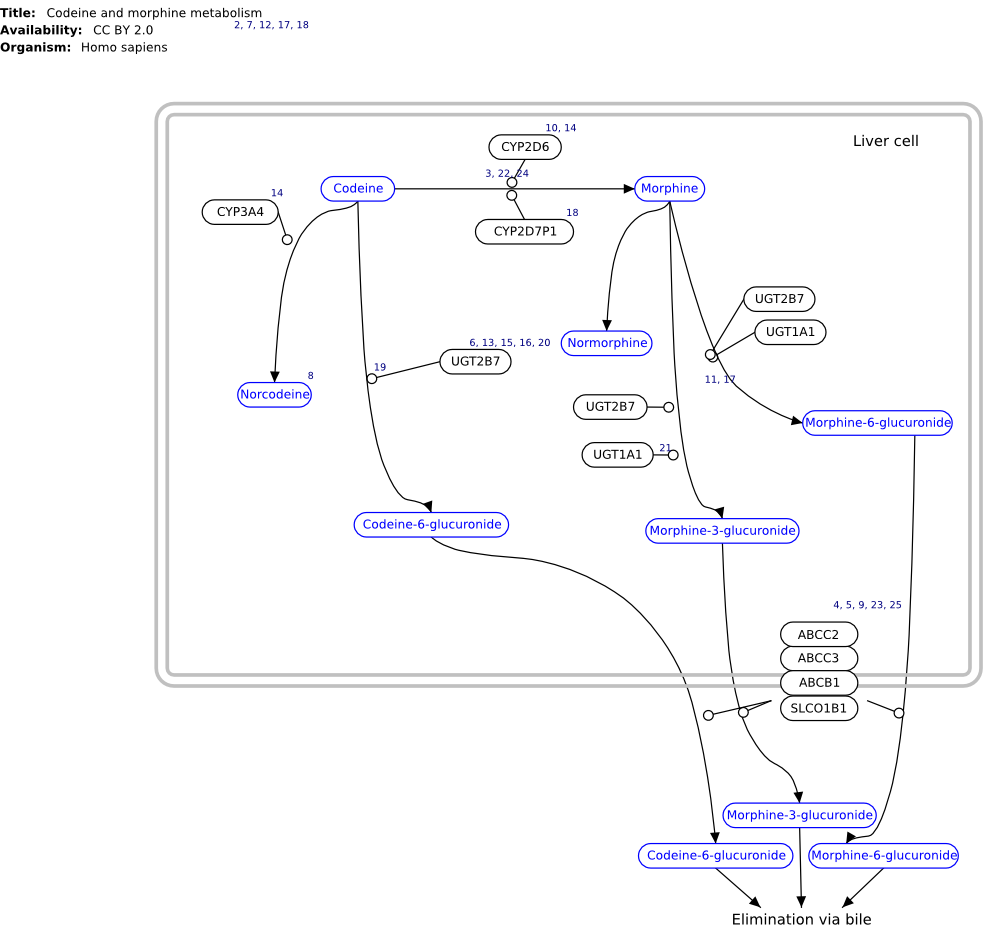 Title: Codeine and morphine metabolism
Availability: CC BY 2.0
2, 7, 12, 17, 18
Organism: Homo sapiens
Liver cell
10, 14
CYP2D6
3, 22, 24
Codeine
Morphine
14
CYP3A4
18
CYP2D7P1
UGT2B7
UGT1A1
6, 13, 15, 16, 20
Normorphine
UGT2B7
19
8
11, 17
Norcodeine
UGT2B7
Morphine-6-glucuronide
21
UGT1A1
Codeine-6-glucuronide
Morphine-3-glucuronide
4, 5, 9, 23, 25
ABCC2
ABCC3
ABCB1
SLCO1B1
Morphine-3-glucuronide
Codeine-6-glucuronide
Morphine-6-glucuronide
Elimination via bile